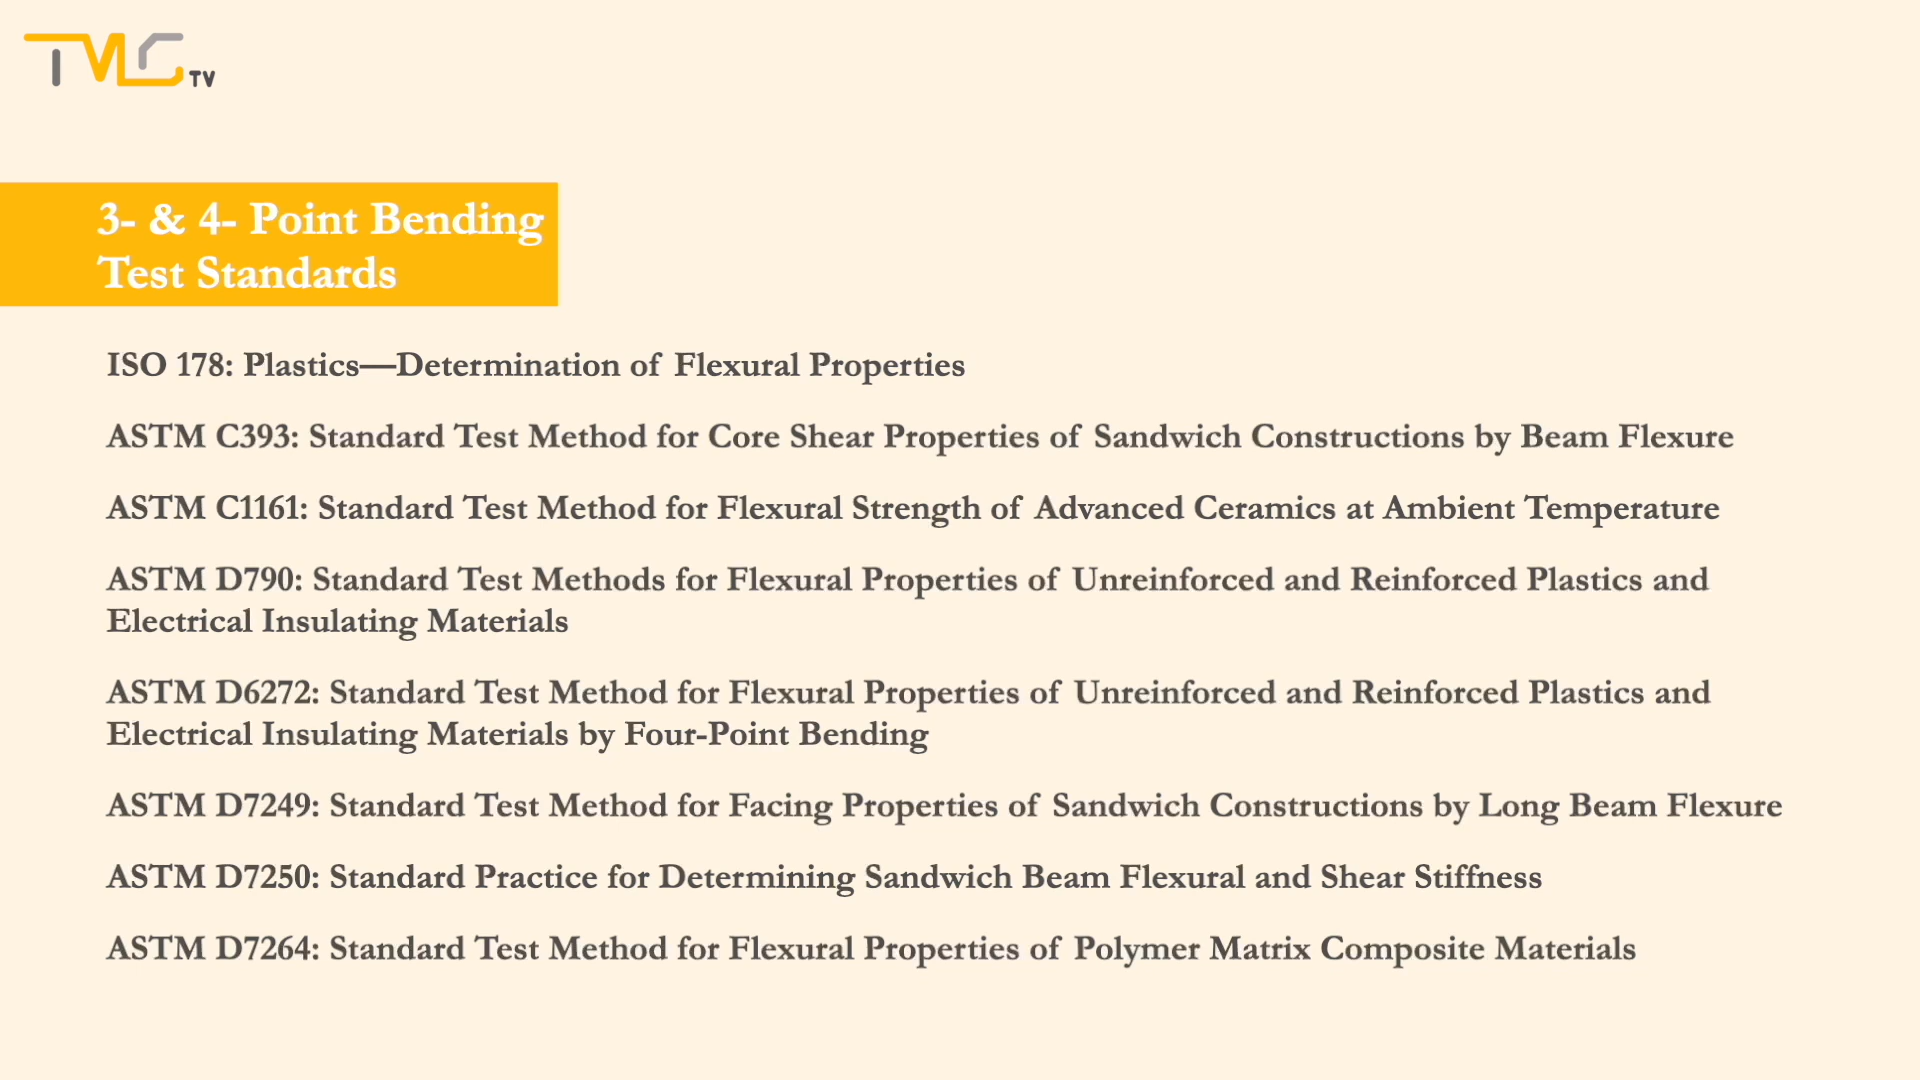 TMC TV
3- & 4- Point Bending
Test Standards
ISO 178: Plastics—Determination of Flexural Properties
ASTM C393: Standard Test Method for Core Shear Properties of Sandwich Constructions by Beam Flexure
ASTM C1161: Standard Test Method for Flexural Strength of Advanced Ceramics at Ambient Temperature
ASTM D790: Standard Test Methods for Flexural Properties of Unreinforced and Reinforced Plastics and
Electrical Insulating Materials
ASTM D6272: Standard Test Method for Flexural Properties of Unreinforced and Reinforced Plastics and
Electrical Insulating Materials by Four-Point Bending
ASTM D7249: Standard Test Method for Facing Properties of Sandwich Constructions by Long Beam Flexure
ASTM D7250: Standard Practice for Determining Sandwich Beam Flexural and Shear Stiffness
ASTM D7264: Standard Test Method for Flexural Properties of Polymer Matrix Composite Materials